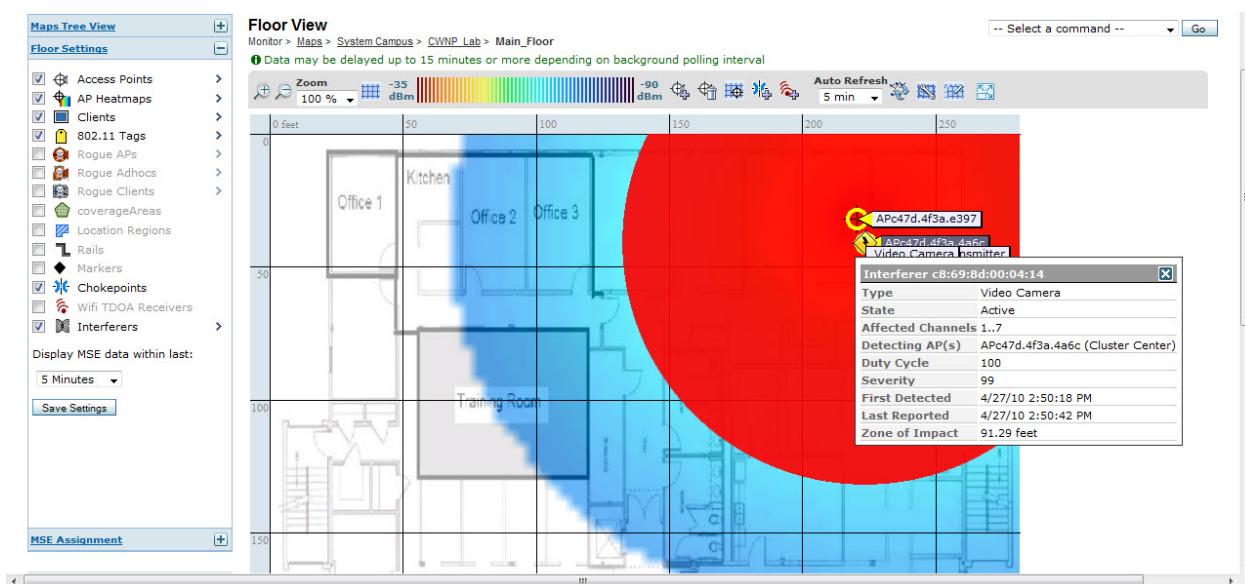 Maps Tree View
Floor Settings
Access Points
AP Heatmaps
Clients
802.11 Tags
Rogue APs
Rogue Adhocs
Rogue Clients
coverageAreas
Location Regions
Rails
Markers
Chokepoints
Wifi TDOA Receivers
Interferers
Display MSE data within last:
5 Minutes
Save Settings
MSE Assignment
Floor View
Monitor > Maps > System Campus > CWNP_Lab > Main_Floor
Data may be delayed up to 15 minutes or more depending on background polling interval
-- Select a command --
Go
Zoom
100 %
-35 dBm
-90 dBm
Auto Refresh
5 min
0 feet 50 100 150 200 250
0
50
100
150
Kitchen
Office 1
Office 2
Office 3
Training Room
APc47d.4f3a.e397
APc47d.4f3a.4a6c
Video Camera
Interferer c8:69:8d:00:04:14
Type Video Camera
State Active
Affected Channels 1..7
Detecting AP(s) APc47d.4f3a.4a6c (Cluster Center)
Duty Cycle 100
Severity 99
First Detected 4/27/10 2:50:18 PM
Last Reported 4/27/10 2:50:42 PM
Zone of Impact 91.29 feet